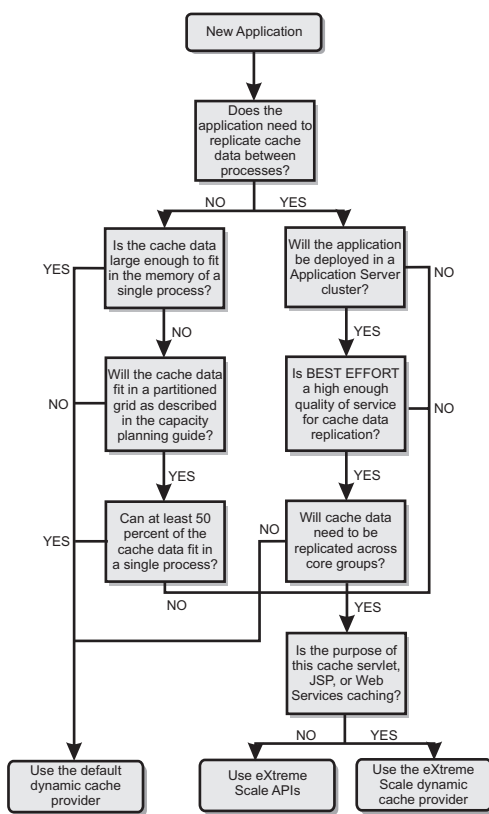 New Application
Does the
application need to
replicate cache
data between
processes?
NO
YES
Is the cache data
large enough to fit
in the memory of a
single process?
Will the application
be deployed in a
Application Server
cluster?
YES
NO
NO
YES
Will the cache data
fit in a partitioned
grid as described
in the capacity
planning guide?
Is BEST EFFORT
a high enough
quality of service
for cache data
replication?
NO
NO
YES
YES
Can at least 50
percent of the
cache data fit in
a single process?
NO
Will cache data
need to be
replicated across
core groups?
YES
NO
YES
Is the purpose of
this cache servlet,
JSP, or Web
Services caching?
NO
YES
Use the default
dynamic cache
provider
Use eXtreme
Scale APIs
Use the eXtreme
Scale dynamic
cache provider